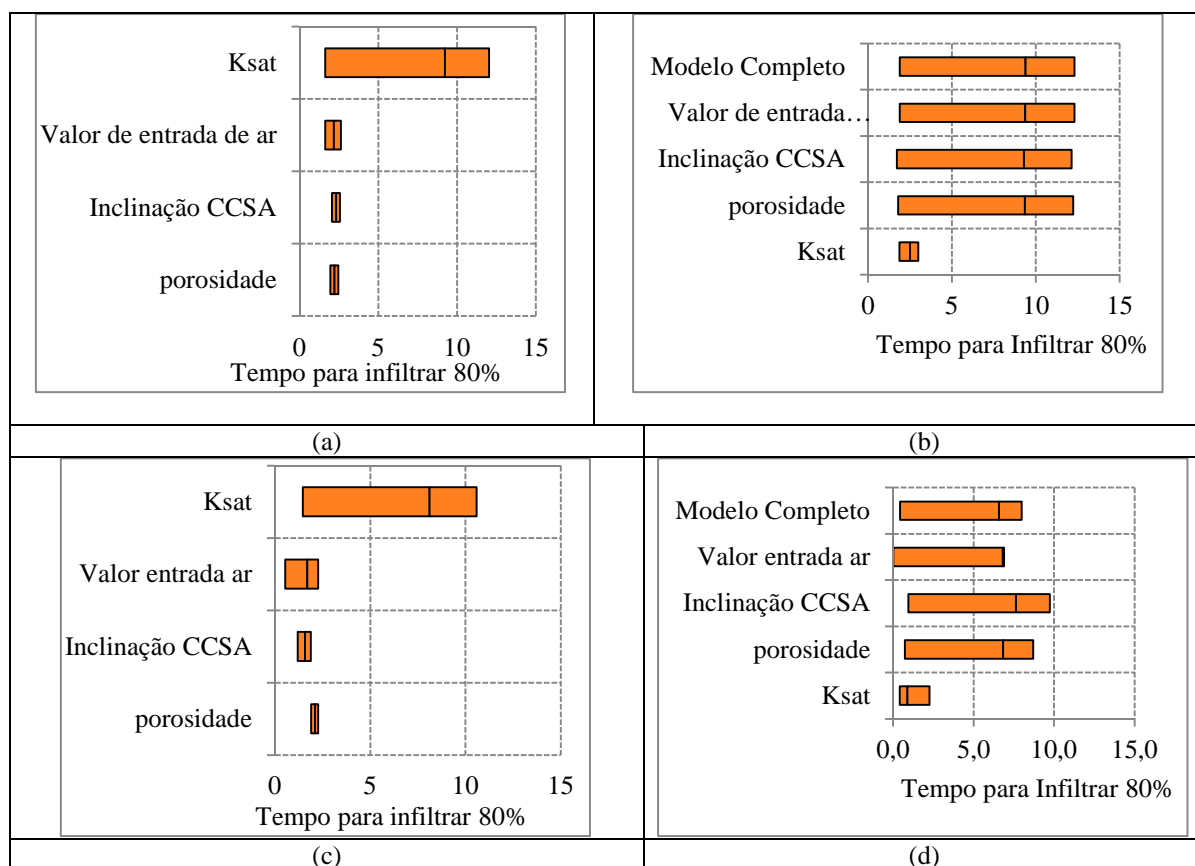 Ksat
Valor de entrada de ar
Inclinação CCSA
porosidade
0 5 10 15
Tempo para infiltrar 80%
Modelo Completo
Valor de entrada…
Inclinação CCSA
porosidade
Ksat
0 5 10 15
Tempo para Infiltrar 80%
(a) (b)
Ksat
Valor entrada ar
Inclinação CCSA
porosidade
0 5 10 15
Tempo para infiltrar 80%
Modelo Completo
Valor entrada ar
Inclinação CCSA
porosidade
Ksat
0,0 5,0 10,0 15,0
Tempo para Infiltrar 80%
(c) (d)